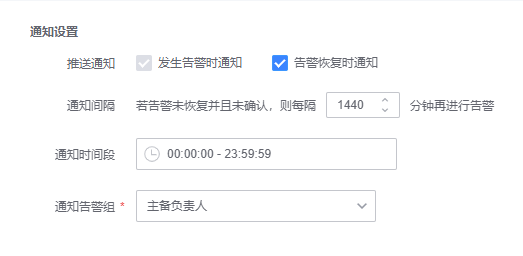 通知设置
推送通知 发生告警时通知 告警恢复时通知
通知间隔 若告警未恢复并且未确认，则每隔 1440 分钟再进行告警
通知时间段 00:00:00 - 23:59:59
通知告警组 * 主备负责人